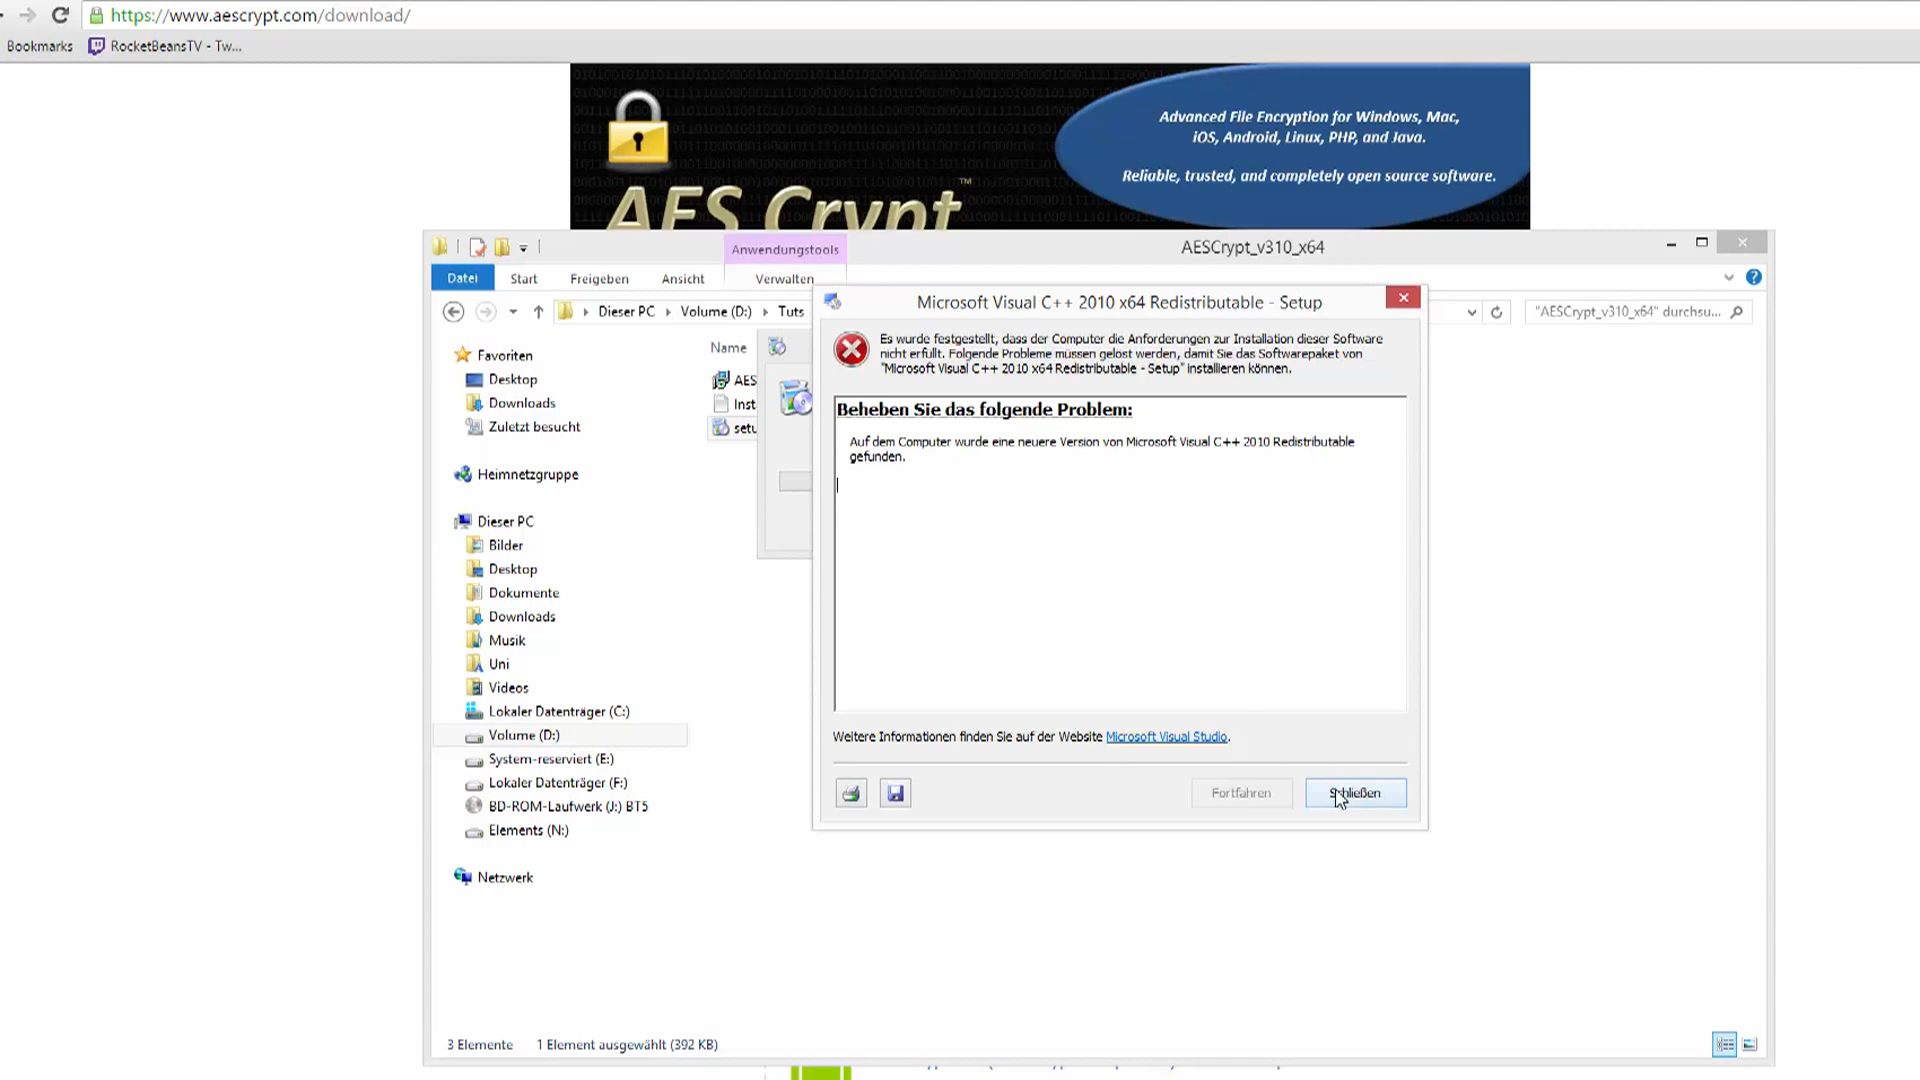 https://www.aescrypt.com/download/
Bookmarks RocketBeansTV - Tw...
Advanced File Encryption for Windows, Mac,
iOS, Android, Linux, PHP, and Java.
Reliable, trusted, and completely open source software.
AES Crypt™
Anwendungstools
AESCrypt_v310_x64
Datei Start Freigeben Ansicht Verwalten
Dieser PC Volume (D:) Tuts
"AESCrypt_v310_x64" durchsu...
Microsoft Visual C++ 2010 x64 Redistributable - Setup
Es wurde festgestellt, dass der Computer die Anforderungen zur Installation dieser Software
nicht erfüllt. Folgende Probleme müssen gelöst werden, damit Sie das Softwarepaket von
"Microsoft Visual C++ 2010 x64 Redistributable - Setup" installieren können.
Beheben Sie das folgende Problem:
Auf dem Computer wurde eine neuere Version von Microsoft Visual C++ 2010 Redistributable
gefunden.
Weitere Informationen finden Sie auf der Website Microsoft Visual Studio.
Fortfahren Schließen
Name
AES
Inst
setu
Favoriten
Desktop
Downloads
Zuletzt besucht
Heimnetzgruppe
Dieser PC
Bilder
Desktop
Dokumente
Downloads
Musik
Uni
Videos
Lokaler Datenträger (C:)
Volume (D:)
System-reserviert (E:)
Lokaler Datenträger (F:)
BD-ROM-Laufwerk (J:) BT5
Elements (N:)
Netzwerk
3 Elemente 1 Element ausgewählt (392 KB)